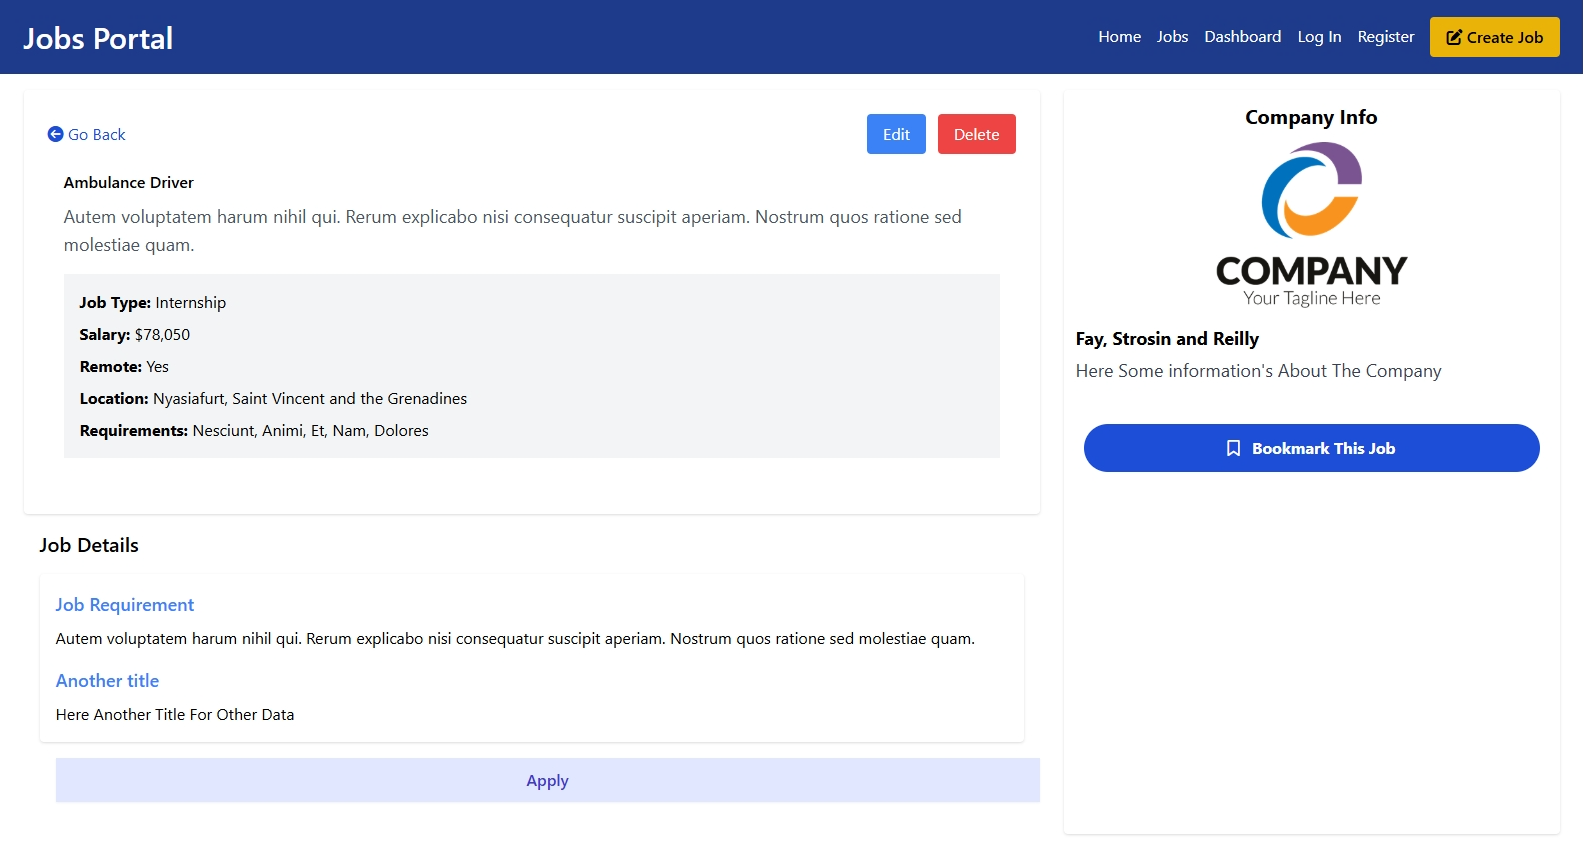 Jobs Portal
Home Jobs Dashboard Log In Register Create Job
Go Back
Edit Delete
Ambulance Driver
Autem voluptatem harum nihil qui. Rerum explicabo nisi consequatur suscipit aperiam. Nostrum quos ratione sed
molestiae quam.
Job Type: Internship
Salary: $78,050
Remote: Yes
Location: Nyasiafurt, Saint Vincent and the Grenadines
Requirements: Nesciunt, Animi, Et, Nam, Dolores
Job Details
Job Requirement
Autem voluptatem harum nihil qui. Rerum explicabo nisi consequatur suscipit aperiam. Nostrum quos ratione sed molestiae quam.
Another title
Here Another Title For Other Data
Apply
Company Info
COMPANY
Your Tagline Here
Fay, Strosin and Reilly
Here Some information's About The Company
Bookmark This Job